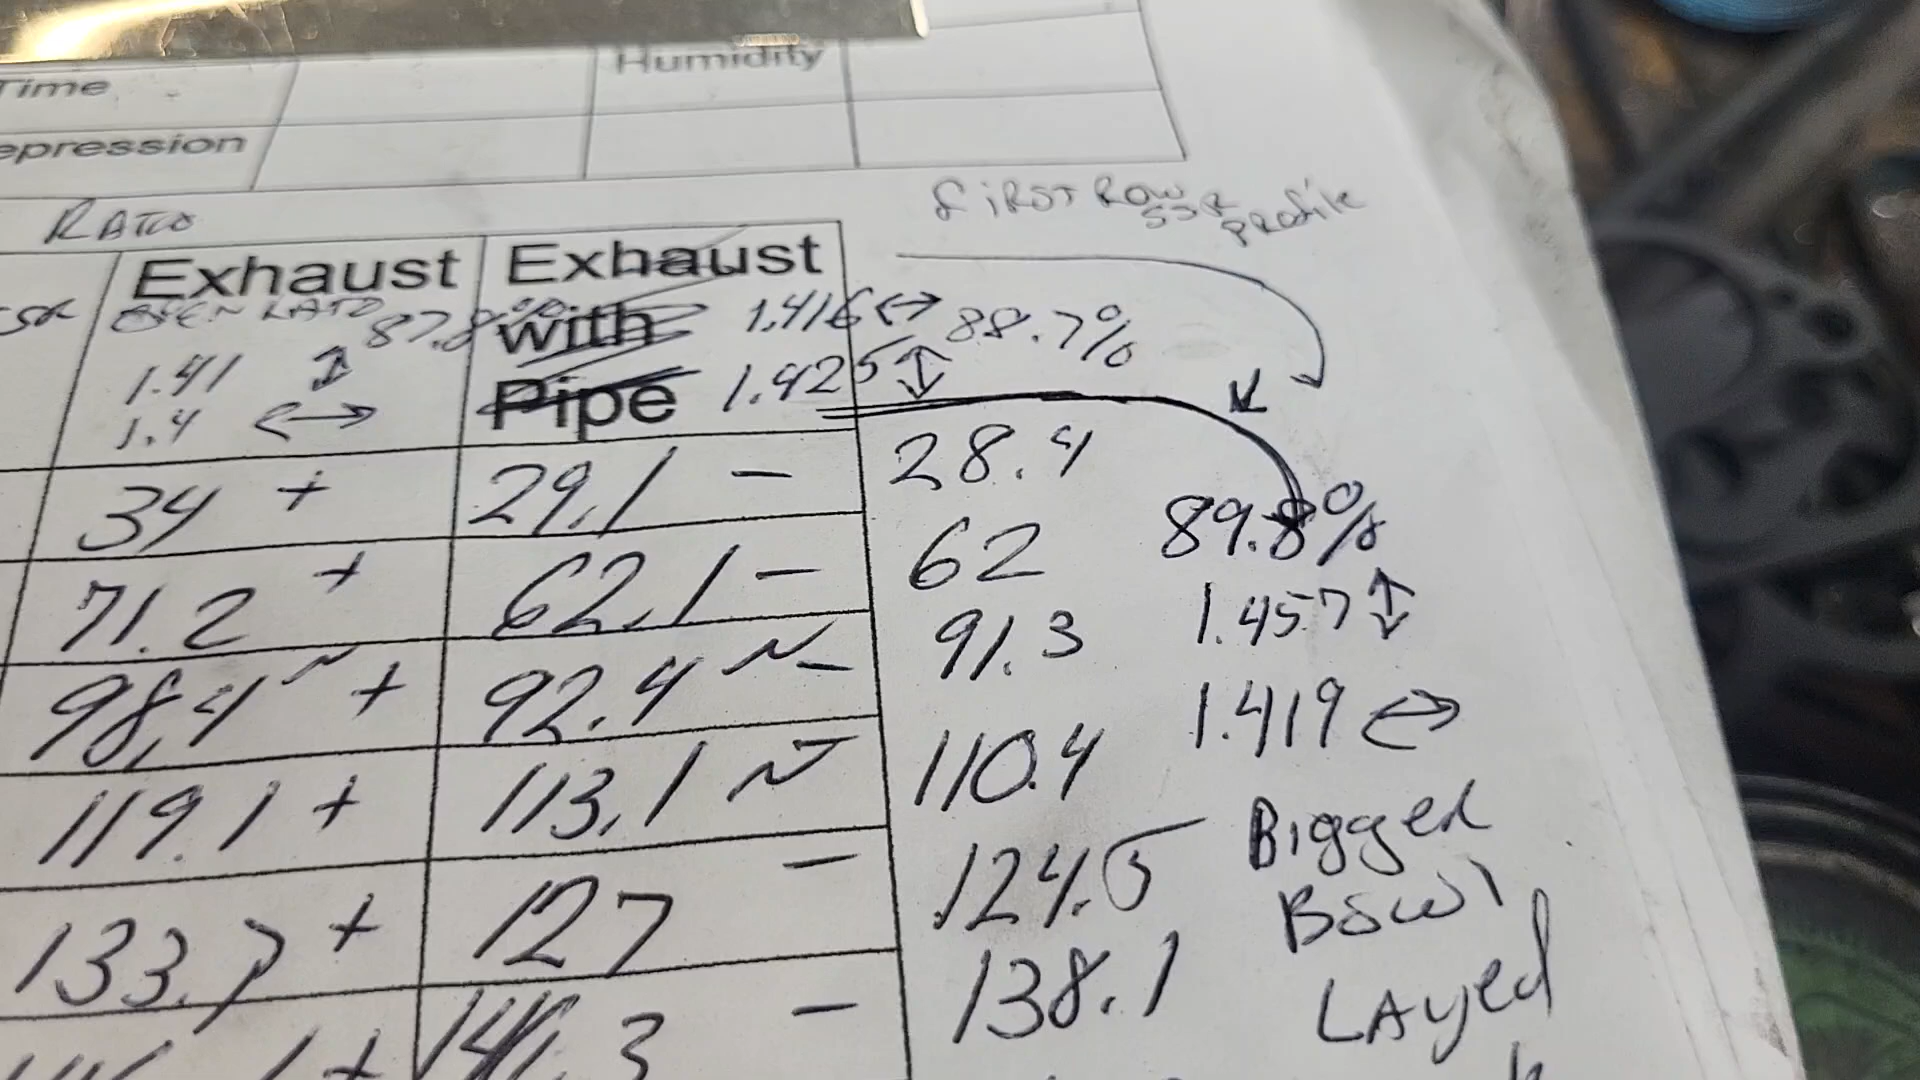 Time Humidity
epression
RATIO
FIRST ROW SSR PROFILE
Exhaust Exhaust
SSR 87.8% with 1.416 ↔ 88.7%
1.41 ↕ Pipe 1.425 ↕
1.4 ↔
34 + 29.1 - 28.4
71.2 + 62.1 - 62 89.8%
98.4 ~ + 92.4 ~ - 91.3 1.457 ↕
119.1 + 113.1 ~ - 110.4 1.419 ↔
133.7 + 127 - 124.5 BIGGER
BOWL
.3 - 138.1 LAYED